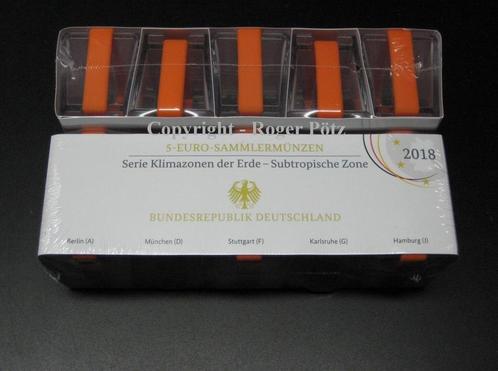 Copyright - Roger Pötz
5-EURO-SAMMLERMÜNZEN
Serie Klimazonen der Erde – Subtropische Zone
2018
BUNDESREPUBLIK DEUTSCHLAND
Berlin (A) München (D) Stuttgart (F) Karlsruhe (G) Hamburg (J)